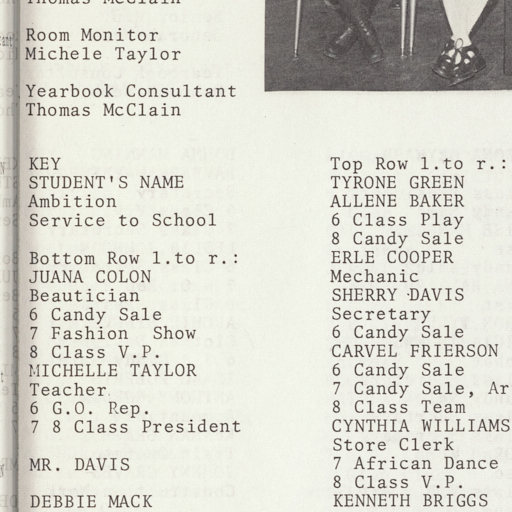 Thomas McClain
Room Monitor
Michele Taylor
Yearbook Consultant
Thomas McClain
KEY
STUDENT'S NAME
Ambition
Service to School
Bottom Row l.to r.:
JUANA COLON
Beautician
6 Candy Sale
7 Fashion Show
8 Class V.P.
MICHELLE TAYLOR
Teacher
6 G.O. Rep.
7 8 Class President
MR. DAVIS
DEBBIE MACK
Top Row l.to r.:
TYRONE GREEN
ALLENE BAKER
6 Class Play
8 Candy Sale
ERLE COOPER
Mechanic
SHERRY DAVIS
Secretary
6 Candy Sale
CARVEL FRIERSON
6 Candy Sale
7 Candy Sale, Ar
8 Class Team
CYNTHIA WILLIAMS
Store Clerk
7 African Dance
8 Class V.P.
KENNETH BRIGGS